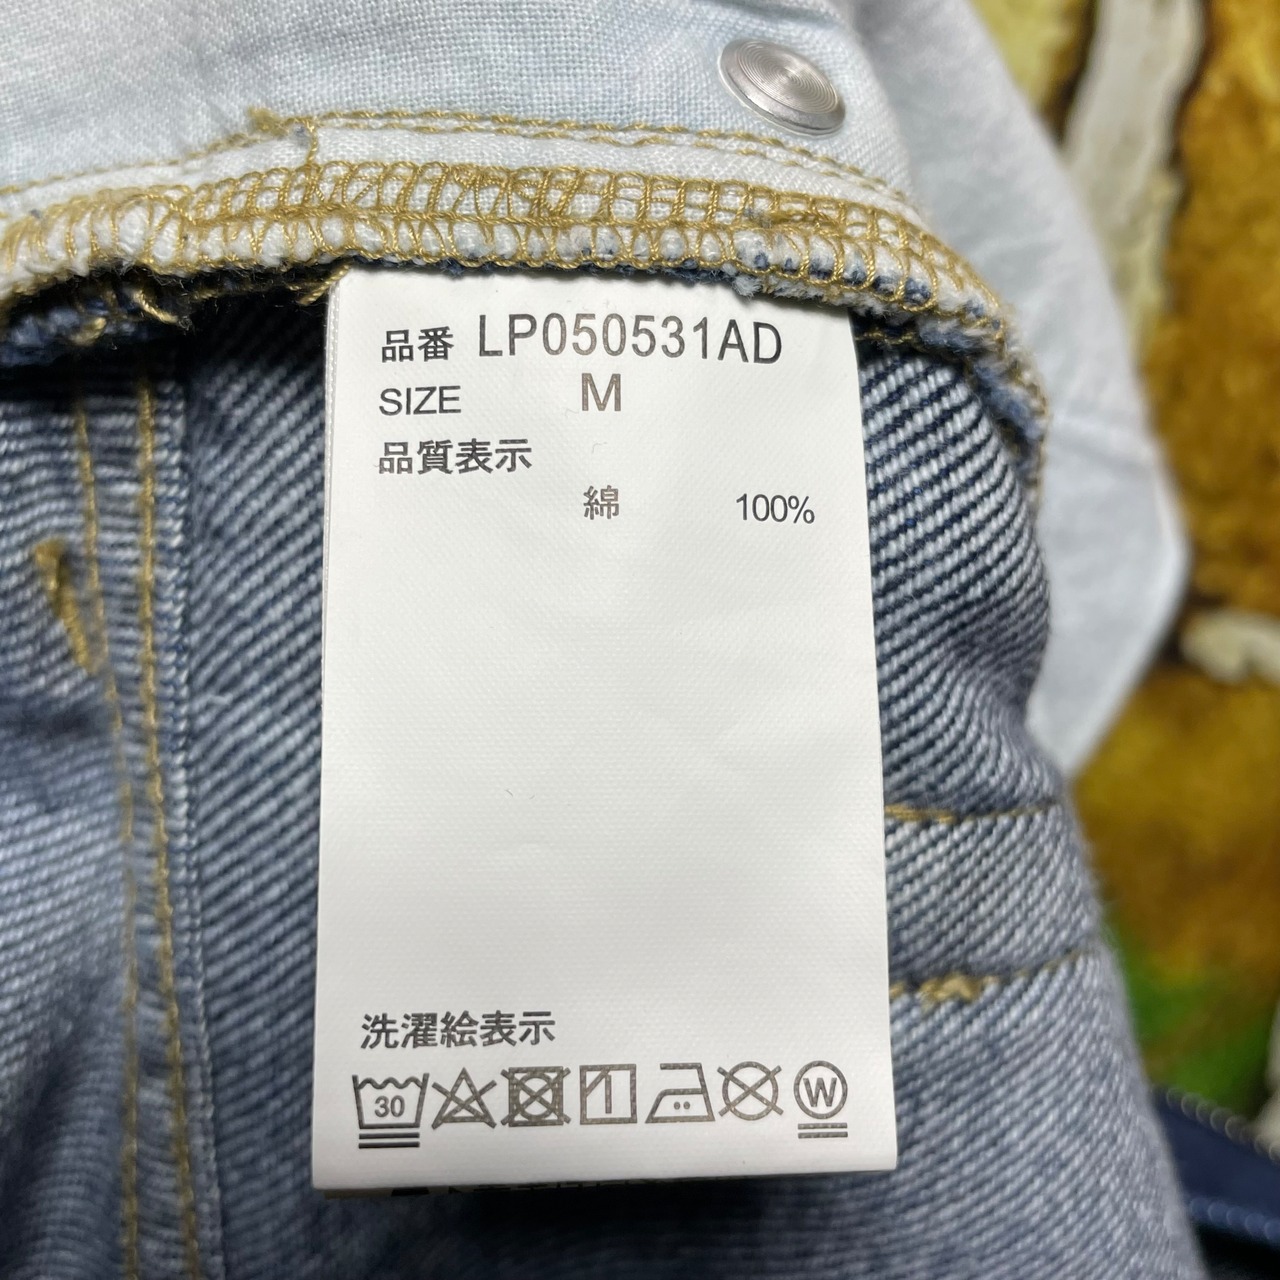 品番 LP050531AD
SIZE M
品質表示
綿 100%
洗濯絵表示
30 W